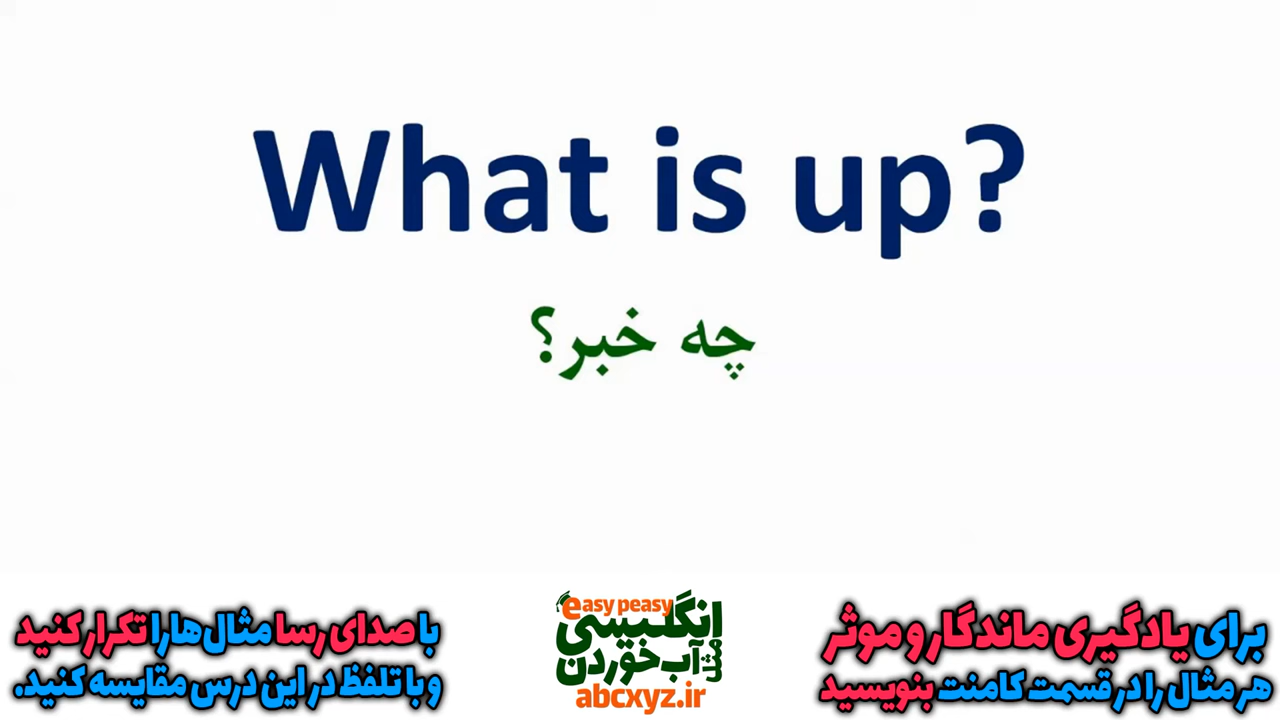 What is up?
چه خبر؟
برای یادگیری ماندگار و موثر
هر مثال را در قسمت کامنت بنویسید
easy peasy
انگلیسی
مثل آب خوردن
abcxyz.ir
با صدای رسا مثال‌ها را تکرار کنید
و با تلفظ در این درس مقایسه کنید.